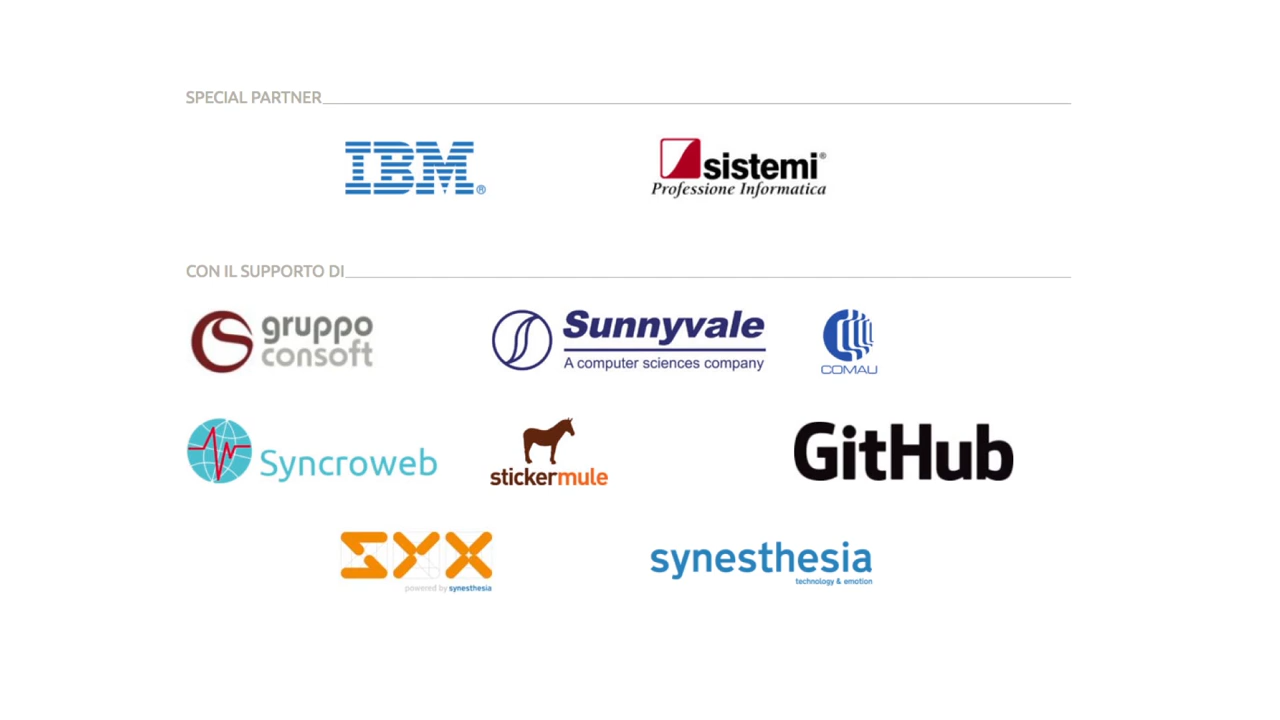 SPECIAL PARTNER
IBM®
sistemi®
Professione Informatica
CON IL SUPPORTO DI
gruppo
consoft
Sunnyvale
A computer sciences company
COMAU
Syncroweb
stickermule
GitHub
SYX
powered by synesthesia
synesthesia
technology & emotion